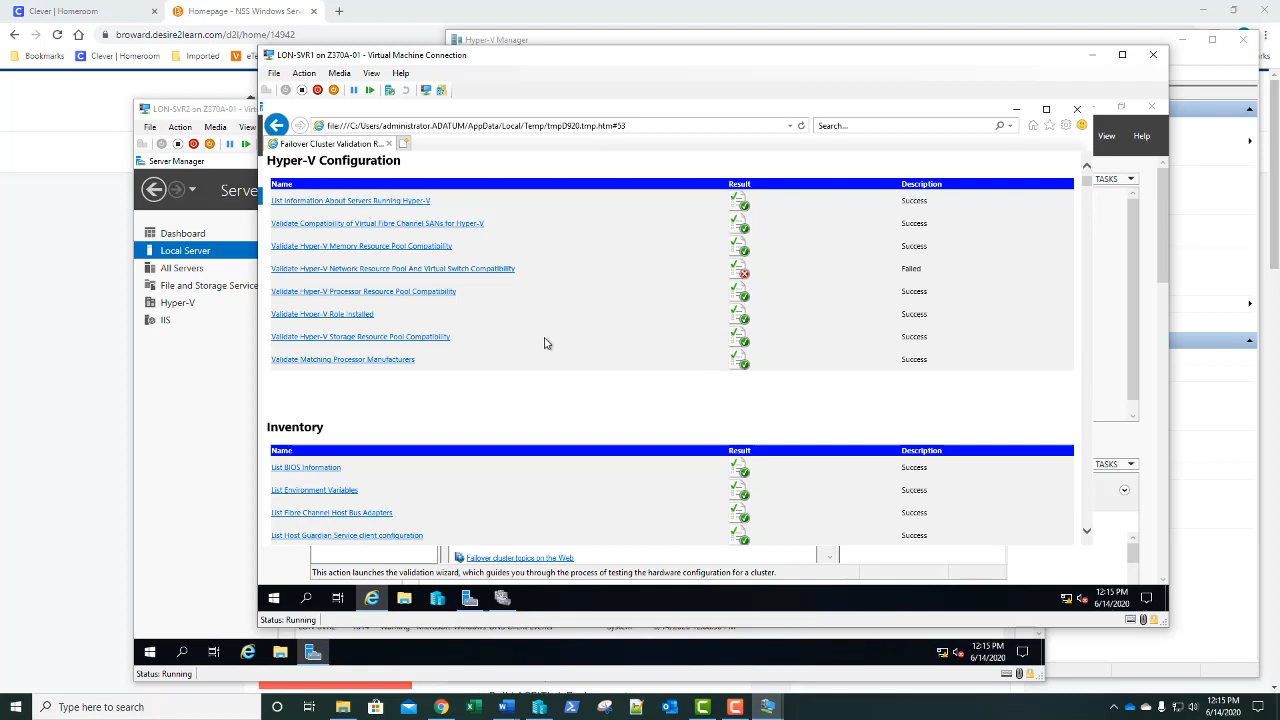 Clever | Homeroom
Homepage - NSS Windows Serv
broward.desire2learn.com/d2l/home/14942
Bookmarks
Clever | Homeroom
Imported
Hyper-V Manager
LON-SVR1 on Z370A-01 - Virtual Machine Connection
File Action Media View Help
LON-SVR2 on Z370A-01 - Virt
File Action Media
Server Manager
Serve
Dashboard
Local Server
All Servers
File and Storage Service
Hyper-V
IIS
file:///C:/Users/administrator.ADATUM/AppData/Local/Temp/tmpD920.tmp.htm#53
Search...
Failover Cluster Validation R...
View Help
TASKS
TASKS
Hyper-V Configuration
Name Result Description
List Information About Servers Running Hyper-V Success
Validate Compatibility of Virtual Fibre Channel SANs for Hyper-V Success
Validate Hyper-V Memory Resource Pool Compatibility Success
Validate Hyper-V Network Resource Pool And Virtual Switch Compatibility Failed
Validate Hyper-V Processor Resource Pool Compatibility Success
Validate Hyper-V Role Installed Success
Validate Hyper-V Storage Resource Pool Compatibility Success
Validate Matching Processor Manufacturers Success
Inventory
Name Result Description
List BIOS Information Success
List Environment Variables Success
List Fibre Channel Host Bus Adapters Success
List Host Guardian Service client configuration Success
Failover cluster topics on the Web
This action launches the validation wizard, which guides you through the process of testing the hardware configuration for a cluster.
12:15 PM
6/14/2020
Status: Running
12:15 PM
6/14/2020
Status: Running
Type here to search
12:15 PM
6/14/2020